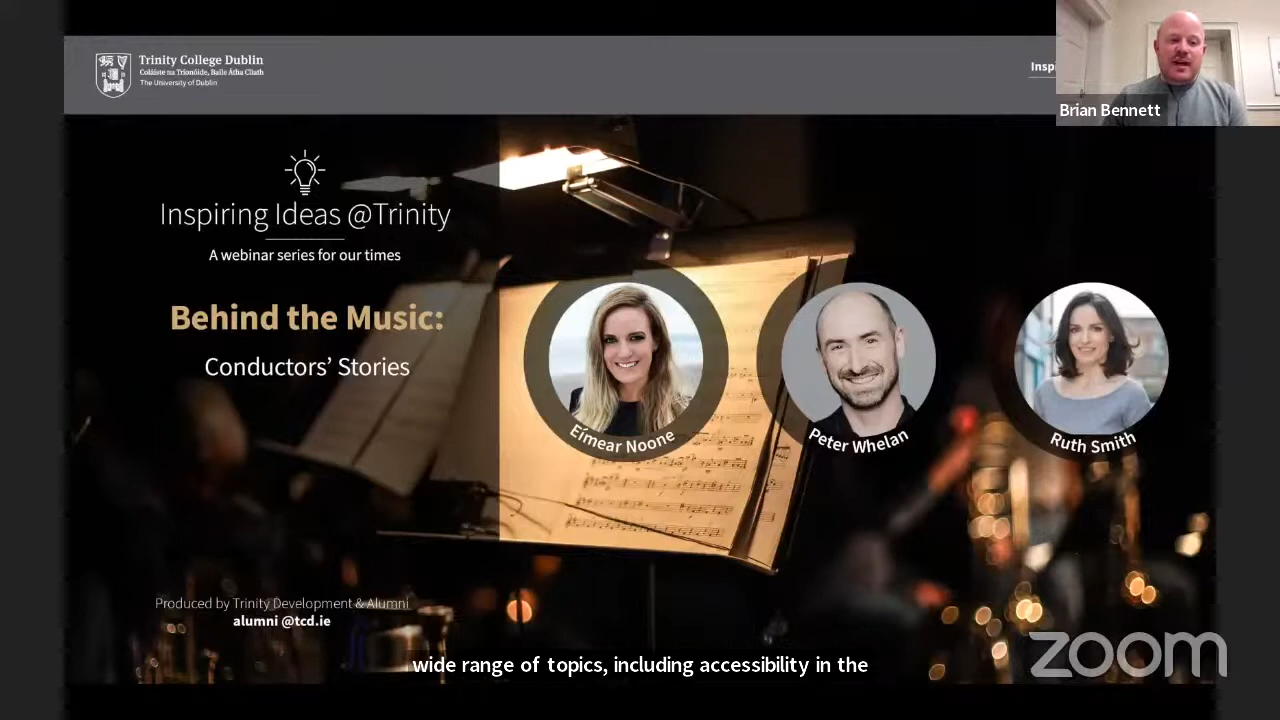 Trinity College Dublin
Coláiste na Tríonóide, Baile Átha Cliath
The University of Dublin
Brian Bennett
Inspiring Ideas @Trinity
A webinar series for our times
Behind the Music:
Conductors’ Stories
Eímear Noone
Peter Whelan
Ruth Smith
Produced by Trinity Development & Alumni
alumni @tcd.ie
wide range of topics, including accessibility in the
zoom